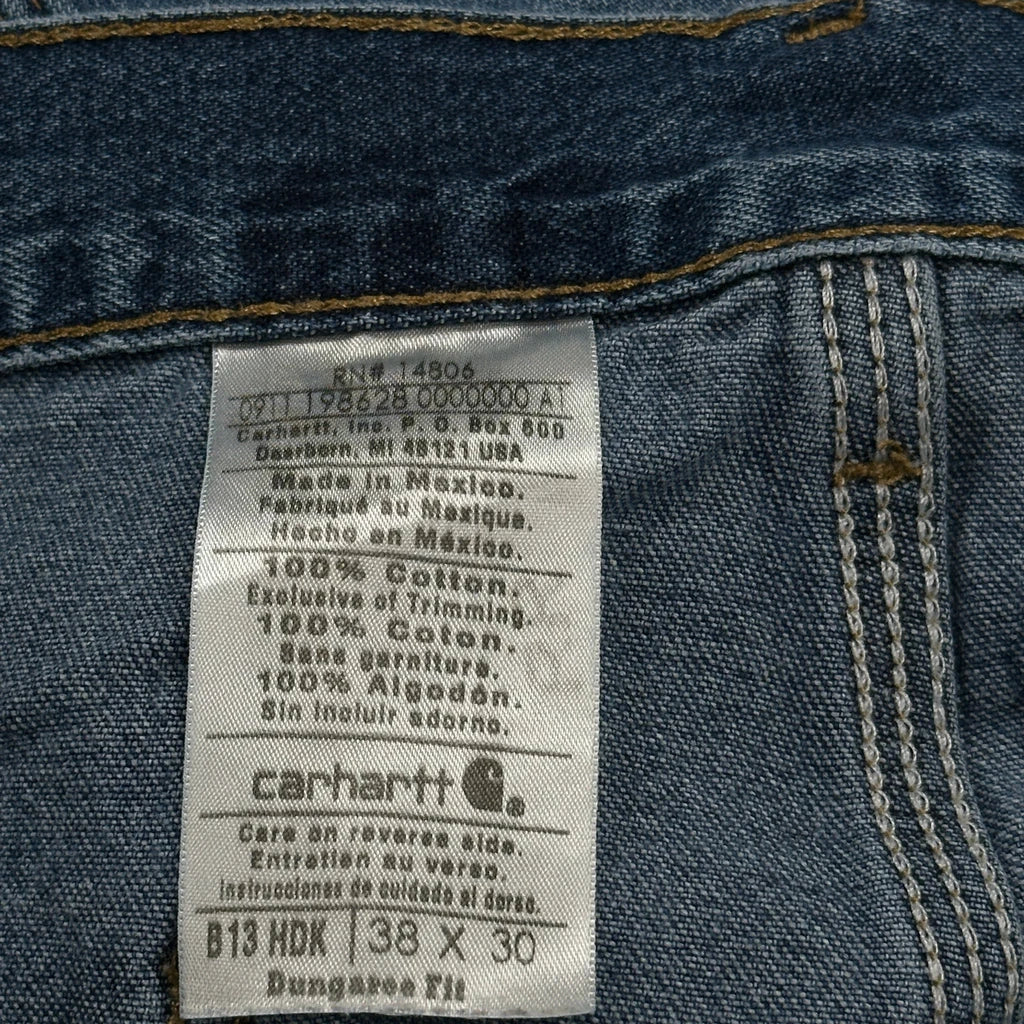 RN# 14806
0911 198628 0000000 A1
Carhartt, Inc. P. O. Box 600
Dearborn, MI 48121 USA
Made in Mexico.
Fabriqué au Mexique.
Hecho en México.
100% Cotton.
Exclusive of Trimming.
100% Coton.
Sans garniture.
100% Algodón.
Sin incluir adorno.
carhartt
Care on reverse side.
Entretien au verso.
Instrucciones de cuidado al dorso.
B13 HDK | 38 X 30
Dungaree Fit